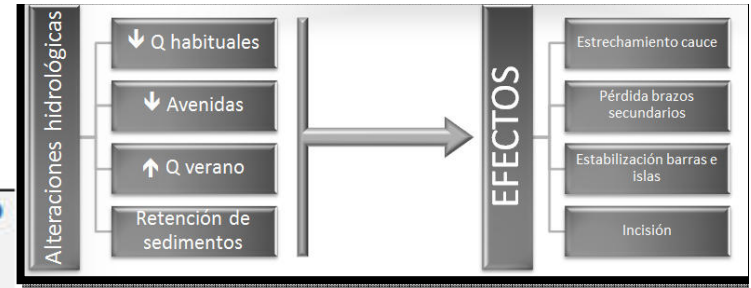 Alteraciones hidrológicas
↓ Q habituales
↓ Avenidas
↑ Q verano
Retención de
sedimentos
EFECTOS
Estrechamiento cauce
Pérdida brazos
secundarios
Estabilización barras e
islas
Incisión